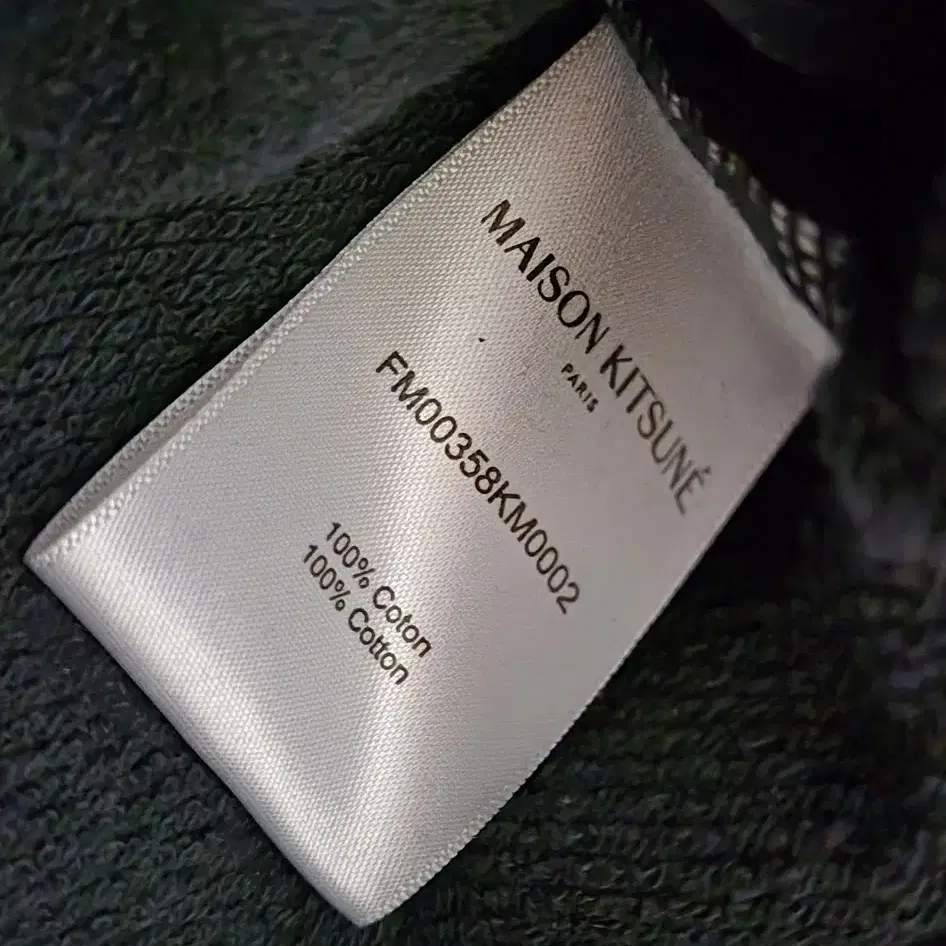 MAISON KITSUNÉ
PARIS
FM00358KM0002
100% Coton
100% Cotton